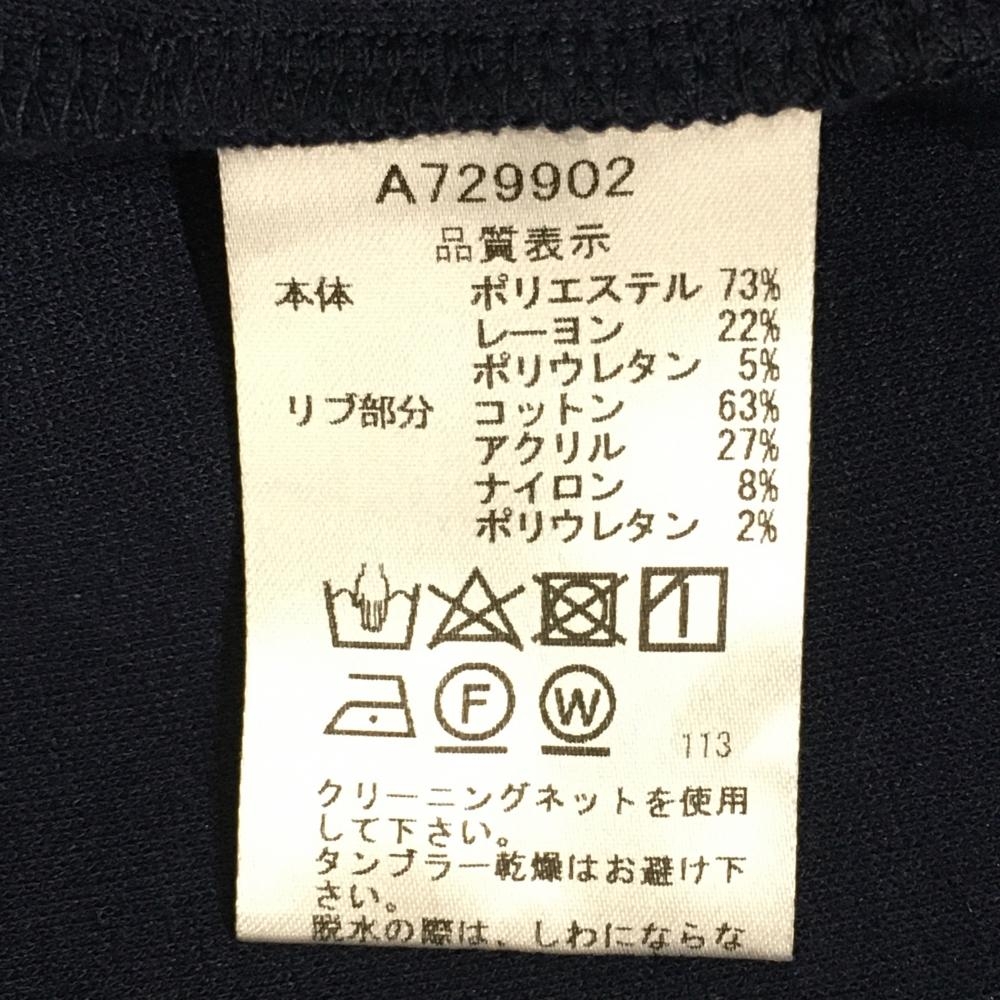 A729902
品質表示
本体 ポリエステル 73%
レーヨン 22%
ポリウレタン 5%
リブ部分 コットン 63%
アクリル 27%
ナイロン 8%
ポリウレタン 2%
F W
113
クリーニングネットを使用
して下さい。
タンブラー乾燥はお避け下
さい。
脱水の際は、しわにならな